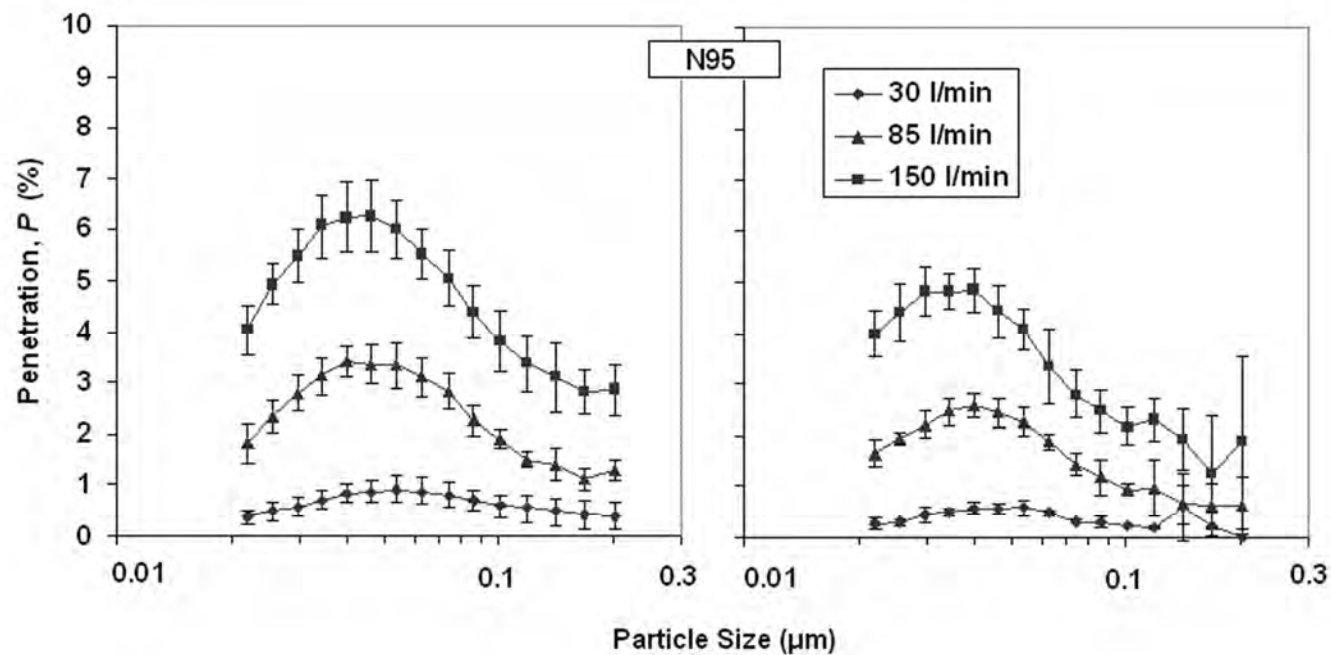 10
9
8
7
6
5
4
3
2
1
0
Penetration, P (%)
N95
30 l/min
85 l/min
150 l/min
0.01
0.1
0.3
0.01
0.1
0.3
Particle Size (µm)